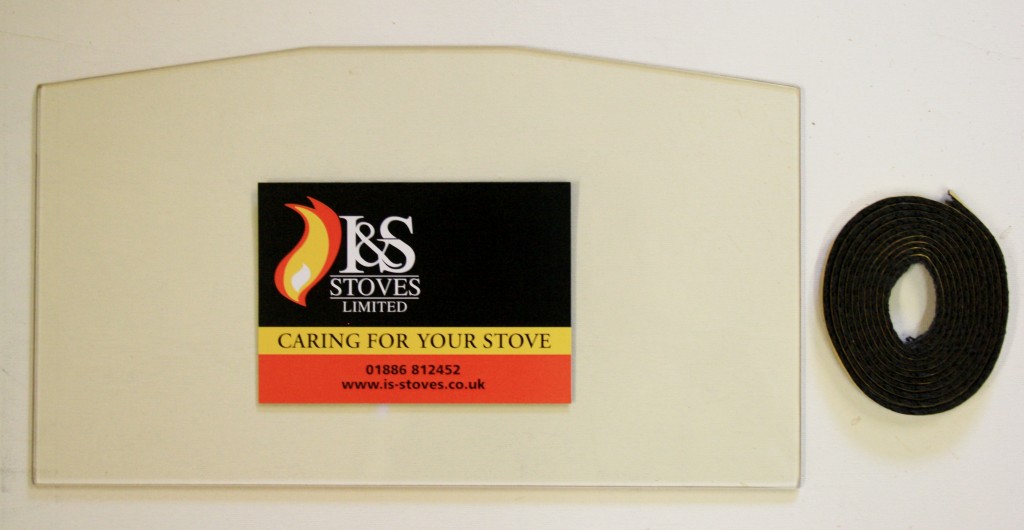 I&S
STOVES
LIMITED
CARING FOR YOUR STOVE
01886 812452
www.is-stoves.co.uk